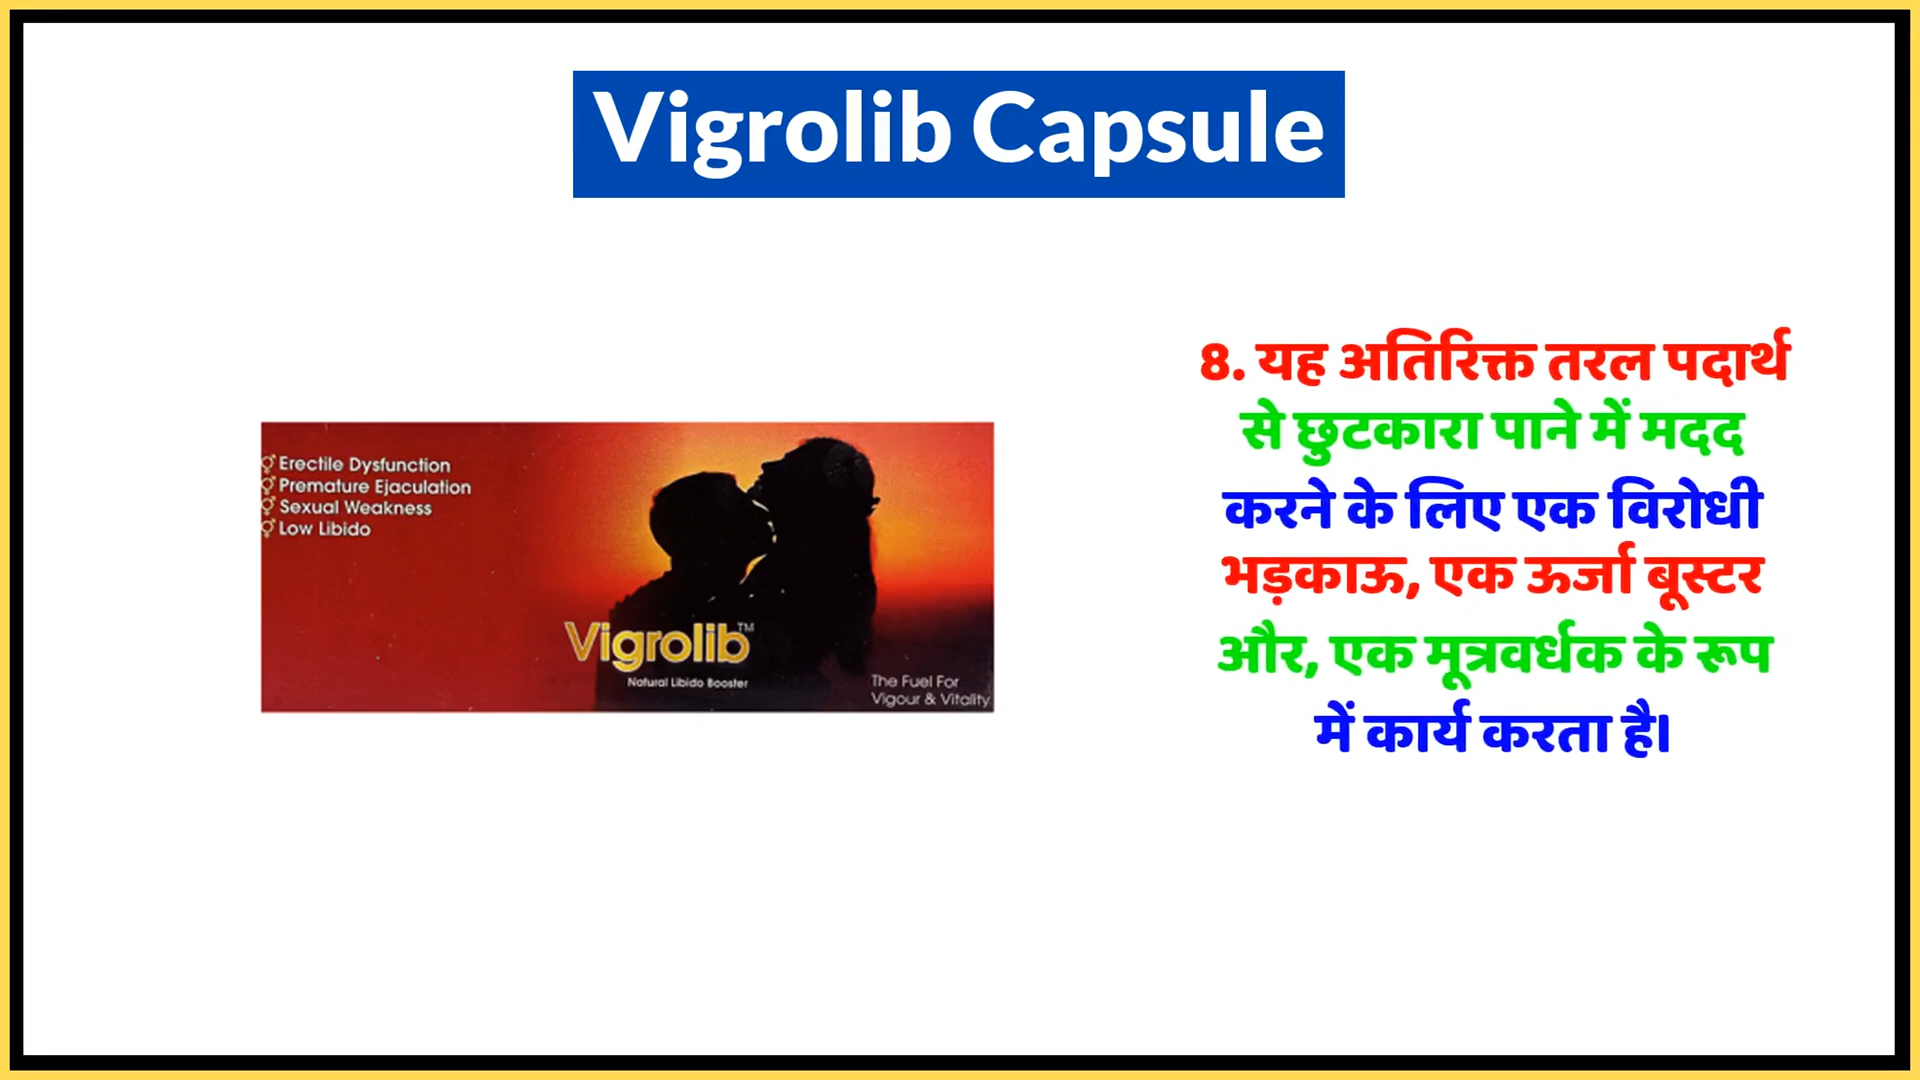 Vigrolib Capsule
Erectile Dysfunction
Premature Ejaculation
Sexual Weakness
Low Libido
Vigrolib™
Natural Libido Booster
The Fuel For
Vigour & Vitality
8. यह अतिरिक्त तरल पदार्थ
से छुटकारा पाने में मदद
करने के लिए एक विरोधी
भड़काऊ, एक ऊर्जा बूस्टर
और, एक मूत्रवर्धक के रूप
में कार्य करता है।